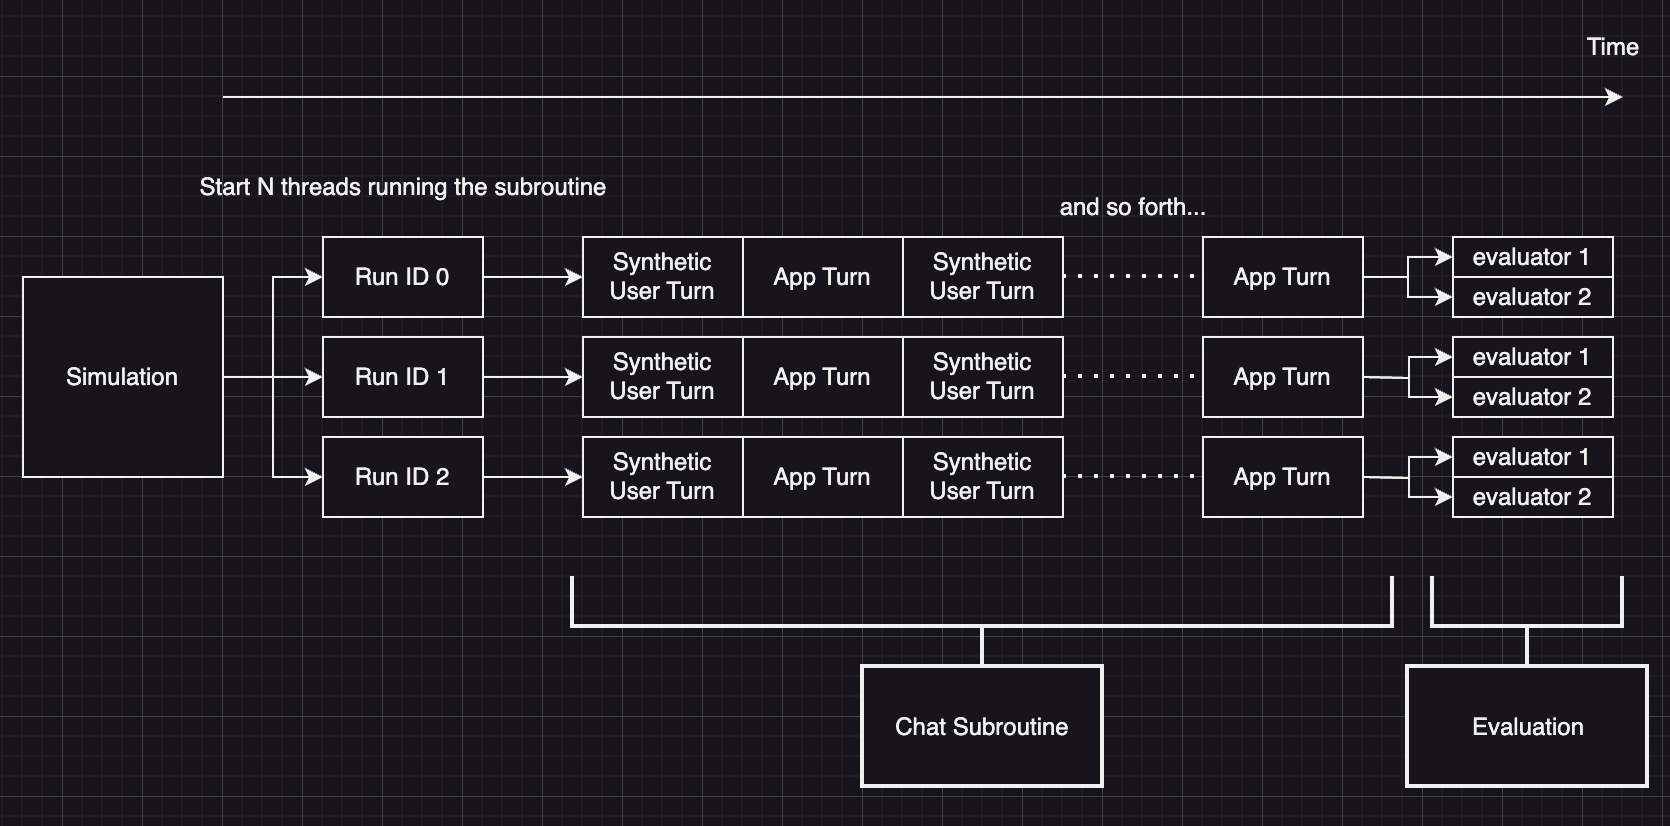 Time
Start N threads running the subroutine
and so forth...
Simulation
Run ID 0
Synthetic
User Turn
App Turn
Synthetic
User Turn
App Turn
evaluator 1
evaluator 2
Run ID 1
Synthetic
User Turn
App Turn
Synthetic
User Turn
App Turn
evaluator 1
evaluator 2
Run ID 2
Synthetic
User Turn
App Turn
Synthetic
User Turn
App Turn
evaluator 1
evaluator 2
Chat Subroutine
Evaluation